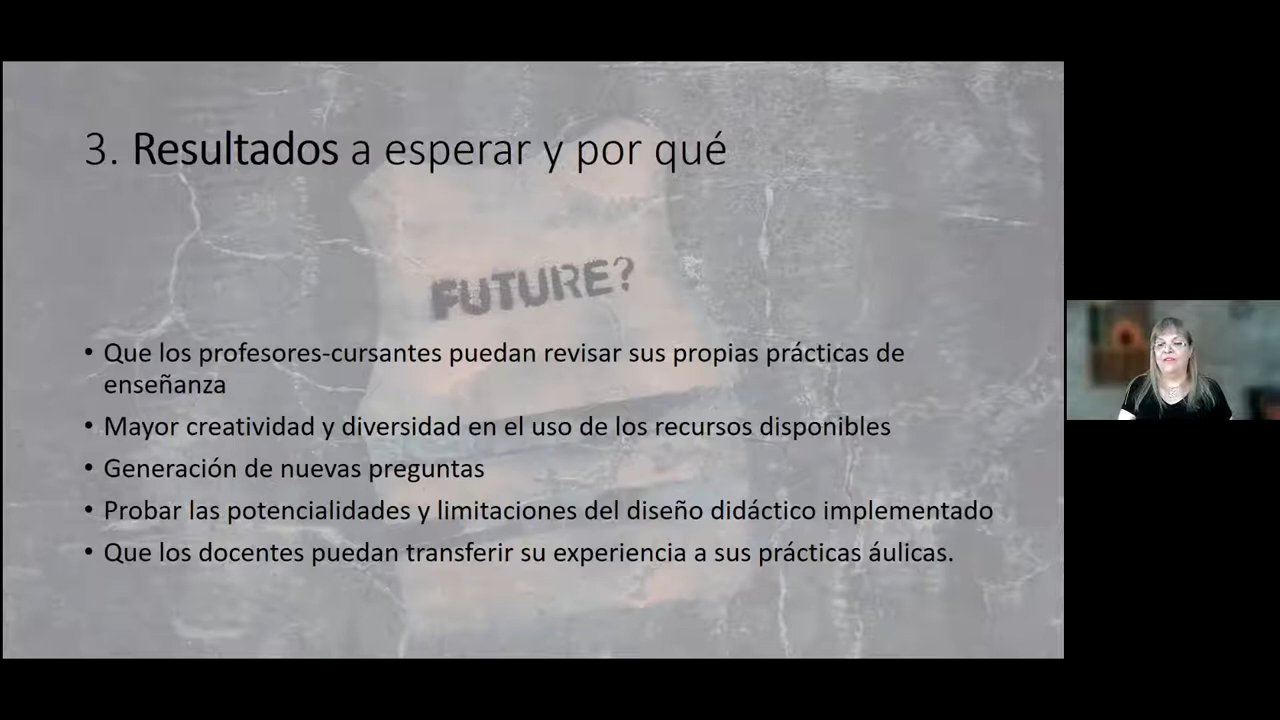 3. Resultados a esperar y por qué
FUTURE?
• Que los profesores-cursantes puedan revisar sus propias prácticas de
enseñanza
• Mayor creatividad y diversidad en el uso de los recursos disponibles
• Generación de nuevas preguntas
• Probar las potencialidades y limitaciones del diseño didáctico implementado
• Que los docentes puedan transferir su experiencia a sus prácticas áulicas.